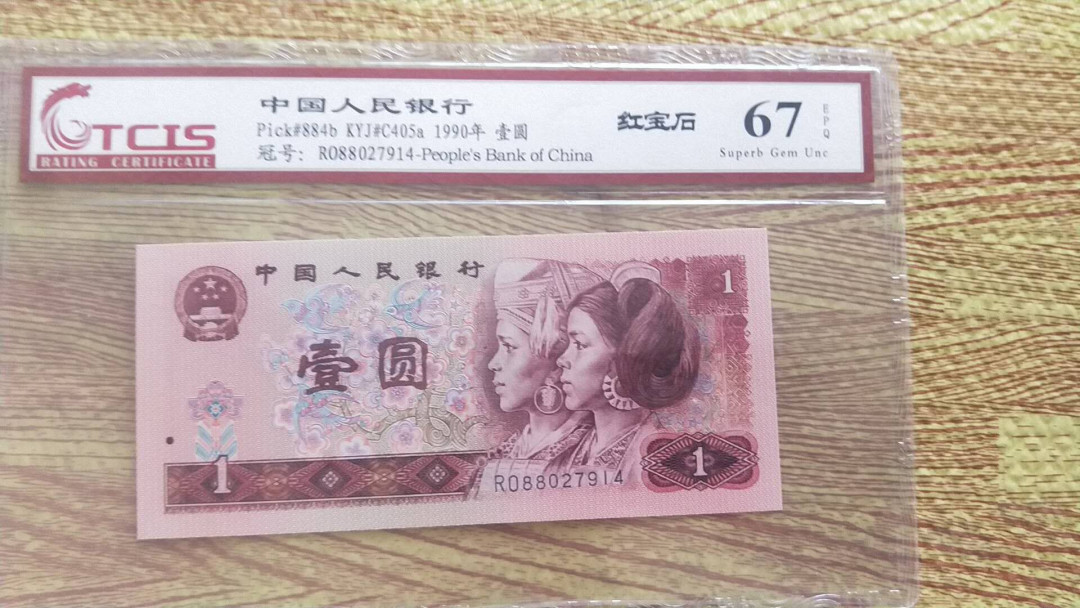 TCIS
RATING CERTIFICATE
中国人民银行
Pick#884b KYJ#C405a 1990年 壹圆
冠号: R088027914-People's Bank of China
红宝石
67
EPQ
Superb Gem Unc
中国人民银行
1
壹圆
1
R088027914
1